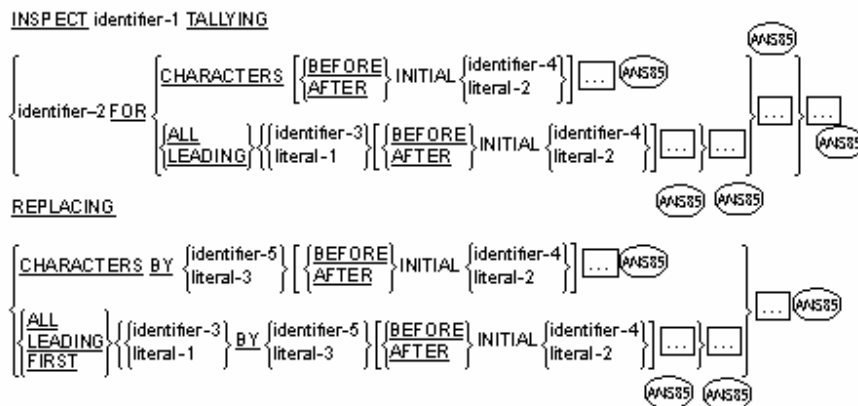 INSPECT identifier-1 TALLYING
ANS85
BEFORE identifier-4
CHARACTERS INITIAL ... ANS85
AFTER literal-2
identifier-2 FOR ... ...
ALL identifier-3 BEFORE identifier-4 ANS85
INITIAL ... ...
LEADING literal-1 AFTER literal-2
ANS85 ANS85
REPLACING
identifier-5 BEFORE identifier-4
CHARACTERS BY INITIAL ... ANS85
literal-3 AFTER literal-2
... ANS85
ALL identifier-3 identifier-5 BEFORE identifier-4
LEADING BY INITIAL ... ...
FIRST literal-1 literal-3 AFTER literal-2
ANS85 ANS85